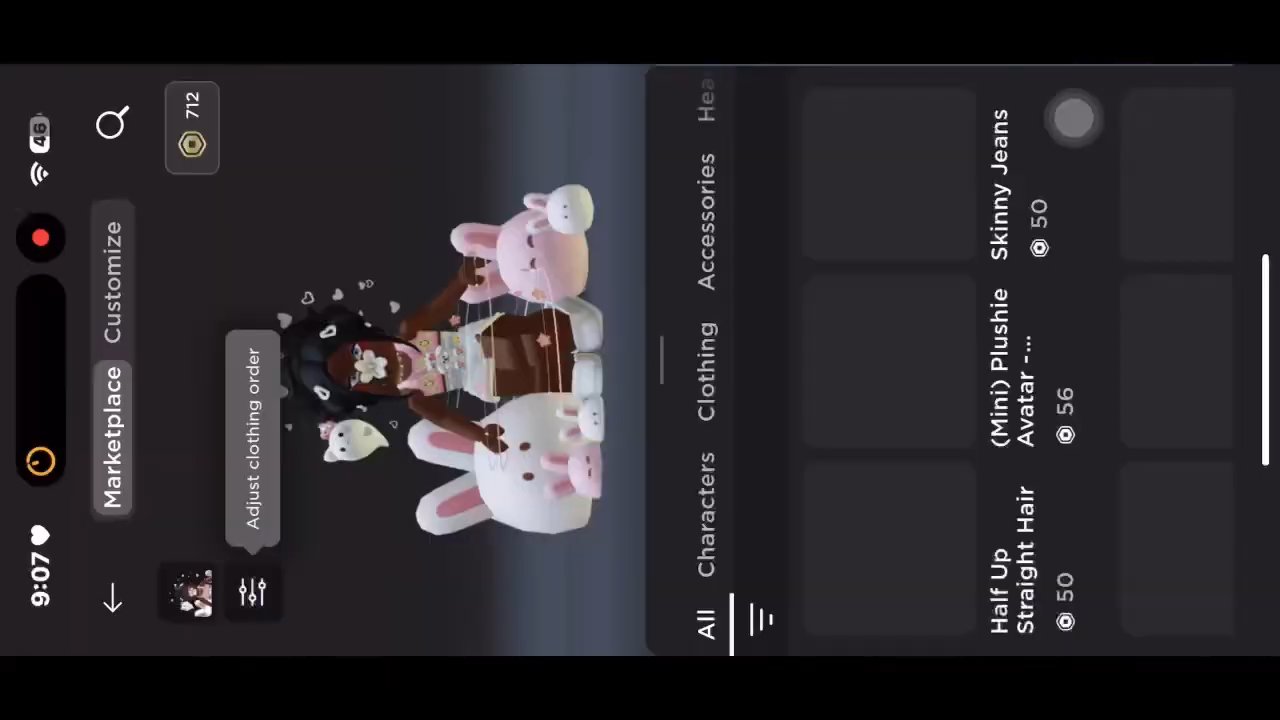 9:07
46
Marketplace
Customize
712
Adjust clothing order
All
Characters
Clothing
Accessories
Hea
Half Up
Straight Hair
50
(Mini) Plushie
Avatar -...
56
Skinny Jeans
50